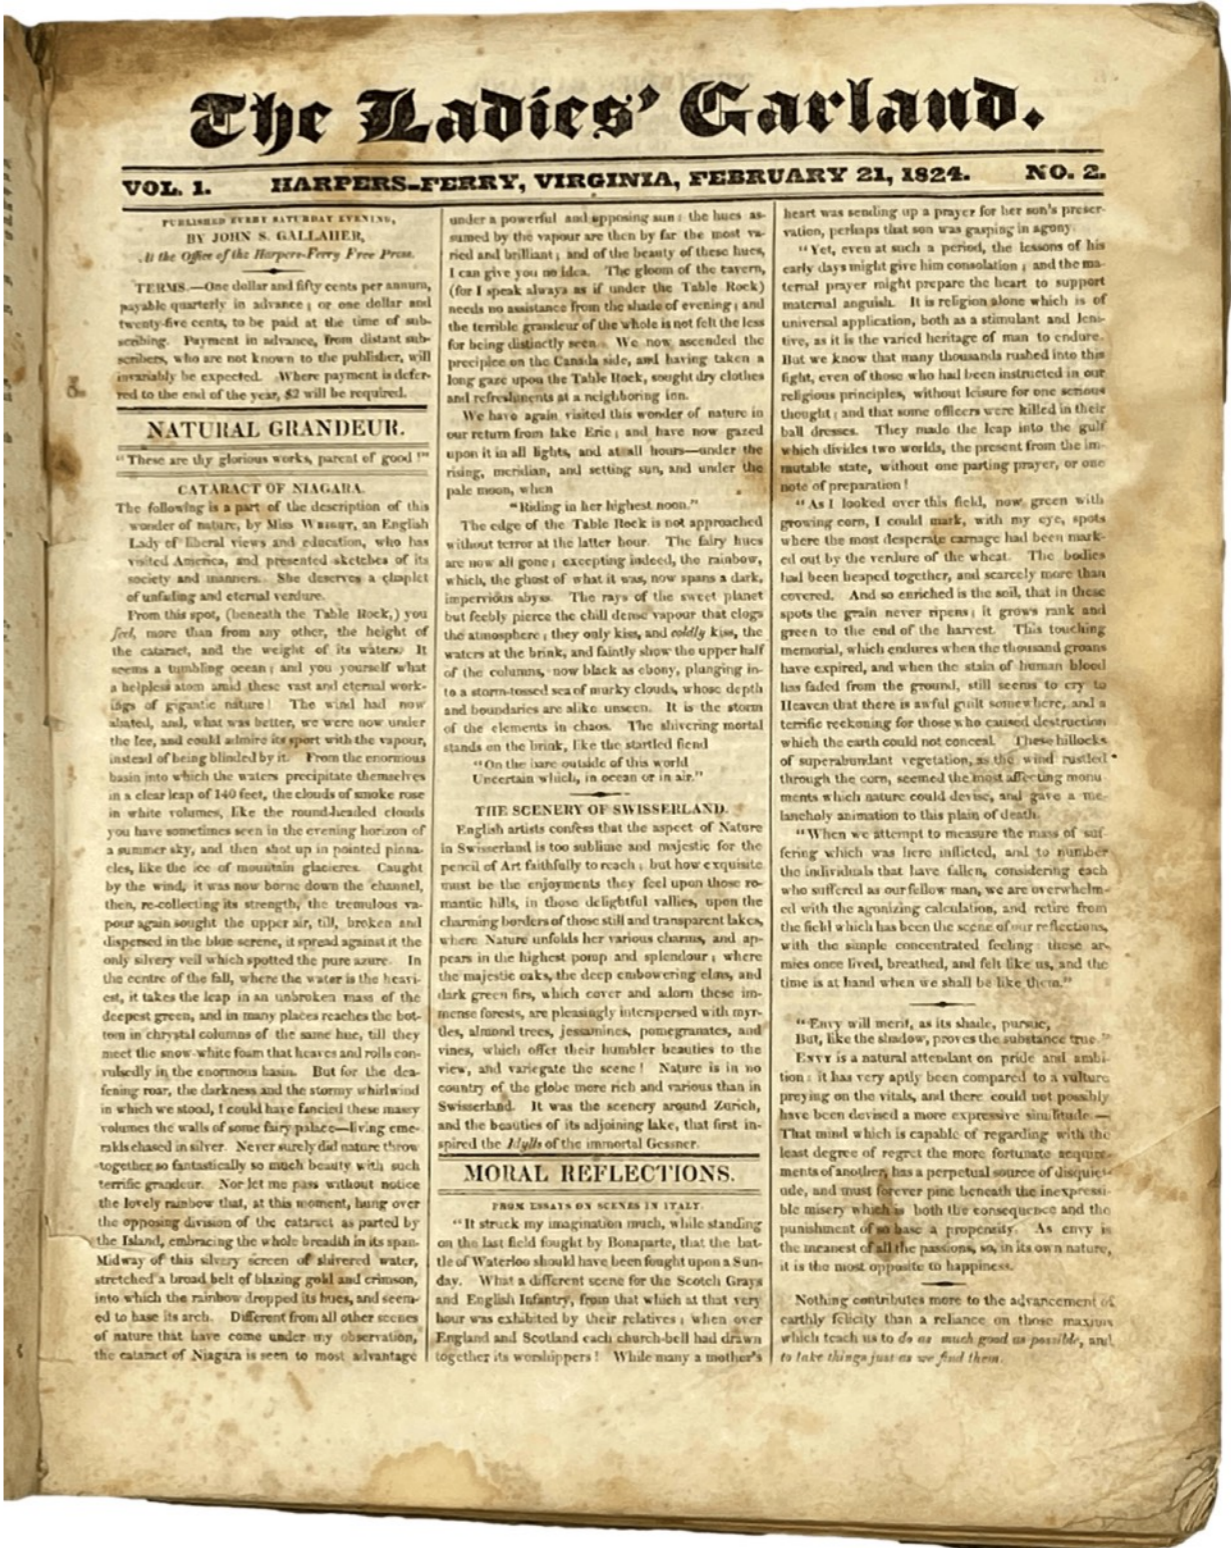 The Ladies' Garland.
VOL. 1. HARPERS-FERRY, VIRGINIA, FEBRUARY 21, 1824. NO. 2.
PUBLISHED EVERY SATURDAY EVENING,
BY JOHN S. GALLAHER,
At the Office of the Harpers-Ferry Free Press.
TERMS.—One dollar and fifty cents per annum,
payable quarterly in advance; or one dollar and
twenty-five cents, to be paid at the time of sub-
scribing. Payment in advance, from distant sub-
scribers, who are not known to the publisher, will
invariably be expected. Where payment is defer-
red to the end of the year, $2 will be required.
NATURAL GRANDEUR.
"These are thy glorious works, parent of good!"
CATARACT OF NIAGARA.
The following is a part of the description of this
wonder of nature, by Miss WRIGHT, an English
Lady of liberal views and education, who has
visited America, and presented sketches of its
society and manners. She deserves a chaplet
of unfading and eternal verdure.
From this spot, (beneath the Table Rock,) you
feel, more than from any other, the height of
the cataract, and the weight of its waters. It
seems a tumbling ocean; and you yourself what
a helpless atom amid these vast and eternal work-
ings of gigantic nature! The wind had now
abated, and, what was better, we were now under
the lee, and could admire its sport with the vapour,
instead of being blinded by it. From the enormous
basin into which the waters precipitate themselves
in a clear leap of 140 feet, the clouds of smoke rose
in white volumes, like the round-headed clouds
you have sometimes seen in the evening horizon of
a summer sky, and then shot up in pointed pinna-
cles, like the ice of mountain glacieres. Caught
by the wind, it was now borne down the channel,
then, re-collecting its strength, the tremulous va-
pour again sought the upper air, till, broken and
dispersed in the blue serene, it spread against it the
only silvery veil which spotted the pure azure. In
the centre of the fall, where the water is the heavi-
est, it takes the leap in an unbroken mass of the
deepest green, and in many places reaches the bot-
tom in chrystal columns of the same hue, till they
meet the snow-white foam that heaves and rolls con-
vulsedly in the enormous basin. But for the dea-
fening roar, the darkness and the stormy whirlwind
in which we stood, I could have fancied these massy
volumes the walls of some fairy palace—living eme-
ralds chased in silver. Never surely did nature throw
together so fantastically so much beauty with such
terrific grandeur. Nor let me pass without notice
the lovely rainbow that, at this moment, hung over
the opposing division of the cataract as parted by
the Island, embracing the whole breadth in its span.
Midway of this silvery screen of shivered water,
stretched a broad belt of blazing gold and crimson,
into which the rainbow dropped its hues, and seem-
ed to base its arch. Different from all other scenes
of nature that have come under my observation,
the cataract of Niagara is seen to most advantage
under a powerful and opposing sun: the hues as-
sumed by the vapour are then by far the most va-
ried and brilliant; and of the beauty of these hues,
I can give you no idea. The gloom of the cavern,
(for I speak always as if under the Table Rock)
needs no assistance from the shade of evening; and
the terrible grandeur of the whole is not felt the less
for being distinctly seen. We now ascended the
precipice on the Canada side, and having taken a
long gaze upon the Table Rock, sought dry clothes
and refreshments at a neighboring inn.
We have again visited this wonder of nature in
our return from lake Erie; and have now gazed
upon it in all lights, and at all hours—under the
rising, meridian, and setting sun, and under the
pale moon, when
"Riding in her highest noon."
The edge of the Table Rock is not approached
without terror at the latter hour. The fairy hues
are now all gone; excepting indeed, the rainbow,
which, the ghost of what it was, now spans a dark,
impervious abyss. The rays of the sweet planet
but feebly pierce the chill dense vapour that clogs
the atmosphere; they only kiss, and coldly kiss, the
waters at the brink, and faintly show the upper half
of the columns, now black as ebony, plunging in-
to a storm-tossed sea of murky clouds, whose depth
and boundaries are alike unseen. It is the storm
of the elements in chaos. The shivering mortal
stands on the brink, like the startled fiend
"On the bare outside of this world
Uncertain which, in ocean or in air."
THE SCENERY OF SWISSERLAND.
English artists confess that the aspect of Nature
in Swisserland is too sublime and majestic for the
pencil of Art faithfully to reach; but how exquisite
must be the enjoyments they feel upon those ro-
mantic hills, in those delightful vallies, upon the
charming borders of those still and transparent lakes,
where Nature unfolds her various charms, and ap-
pears in the highest pomp and splendour; where
the majestic oaks, the deep embowering elms, and
dark green firs, which cover and adorn these im-
mense forests, are pleasingly interspersed with myr-
tles, almond trees, jessamines, pomegranates, and
vines, which offer their humbler beauties to the
view, and variegate the scene! Nature is in no
country of the globe more rich and various than in
Swisserland. It was the scenery around Zurich,
and the beauties of its adjoining lake, that first in-
spired the Idylls of the immortal Gessner.
MORAL REFLECTIONS.
FROM ESSAYS ON SCENES IN ITALY.
"It struck my imagination much, while standing
on the last field fought by Bonaparte, that the bat-
tle of Waterloo should have been fought upon a Sun-
day. What a different scene for the Scotch Grays
and English Infantry, from that which at that very
hour was exhibited by their relatives; when over
England and Scotland each church-bell had drawn
together its worshippers! While many a mother's
heart was sending up a prayer for her son's preser-
vation, perhaps that son was gasping in agony.
"Yet, even at such a period, the lessons of his
early days might give him consolation; and the ma-
ternal prayer might prepare the heart to support
maternal anguish. It is religion alone which is of
universal application, both as a stimulant and leni-
tive, as it is the varied heritage of man to endure.
But we know that many thousands rushed into this
fight, even of those who had been instructed in our
religious principles, without leisure for one serious
thought; and that some officers were killed in their
ball dresses. They made the leap into the gulf
which divides two worlds, the present from the im-
mutable state, without one parting prayer, or one
note of preparation!
"As I looked over this field, now green with
growing corn, I could mark, with my eye, spots
where the most desperate carnage had been mark-
ed out by the verdure of the wheat. The bodies
had been heaped together, and scarcely more than
covered. And so enriched is the soil, that in these
spots the grain never ripens; it grows rank and
green to the end of the harvest. This touching
memorial, which endures when the thousand groans
have expired, and when the stain of human blood
has faded from the ground, still seems to cry to
Heaven that there is awful guilt somewhere, and a
terrific reckoning for those who caused destruction
which the earth could not conceal. These hillocks
of superabundant vegetation, as the wind rustled
through the corn, seemed the most affecting monu
ments which nature could devise, and gave a me-
lancholy animation to this plain of death.
"When we attempt to measure the mass of suf
fering which was here inflicted, and to number
the individuals that have fallen, considering each
who suffered as our fellow man, we are overwhelm-
ed with the agonizing calculation, and retire from
the field which has been the scene of our reflections,
with the simple concentrated feeling: these ar-
mies once lived, breathed, and felt like us, and the
time is at hand when we shall be like them."
"Envy will merit, as its shade, pursue,
But, like the shadow, proves the substance true."
ENVY is a natural attendant on pride and ambi-
tion: it has very aptly been compared to a vulture
preying on the vitals, and there could not possibly
have been devised a more expressive similitude.—
That mind which is capable of regarding with the
least degree of regret the more fortunate acquire-
ments of another, has a perpetual source of disquiet-
ude, and must forever pine beneath the inexpressi-
ble misery which is both the consequence and the
punishment of so base a propensity. As envy is
the meanest of all the passions, so, in its own nature,
it is the most opposite to happiness.
Nothing contributes more to the advancement of
earthly felicity than a reliance on those maxims
which teach us to do as much good as possible, and
to take things just as we find them.